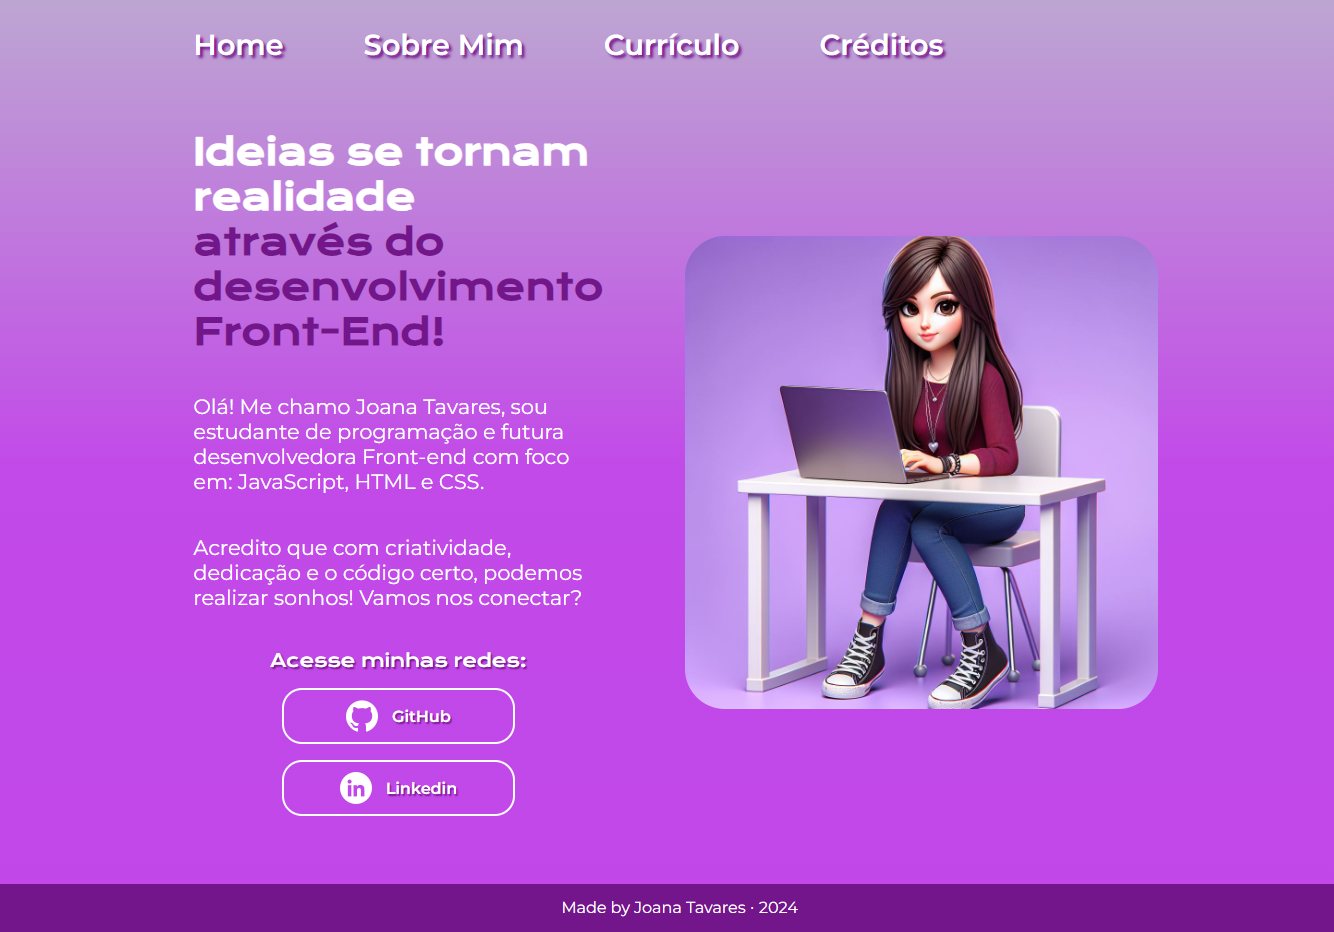 Home Sobre Mim Currículo Créditos
Ideias se tornam
realidade
através do
desenvolvimento
Front-End!
Olá! Me chamo Joana Tavares, sou
estudante de programação e futura
desenvolvedora Front-end com foco
em: JavaScript, HTML e CSS.
Acredito que com criatividade,
dedicação e o código certo, podemos
realizar sonhos! Vamos nos conectar?
Acesse minhas redes:
GitHub
in Linkedin
Made by Joana Tavares · 2024